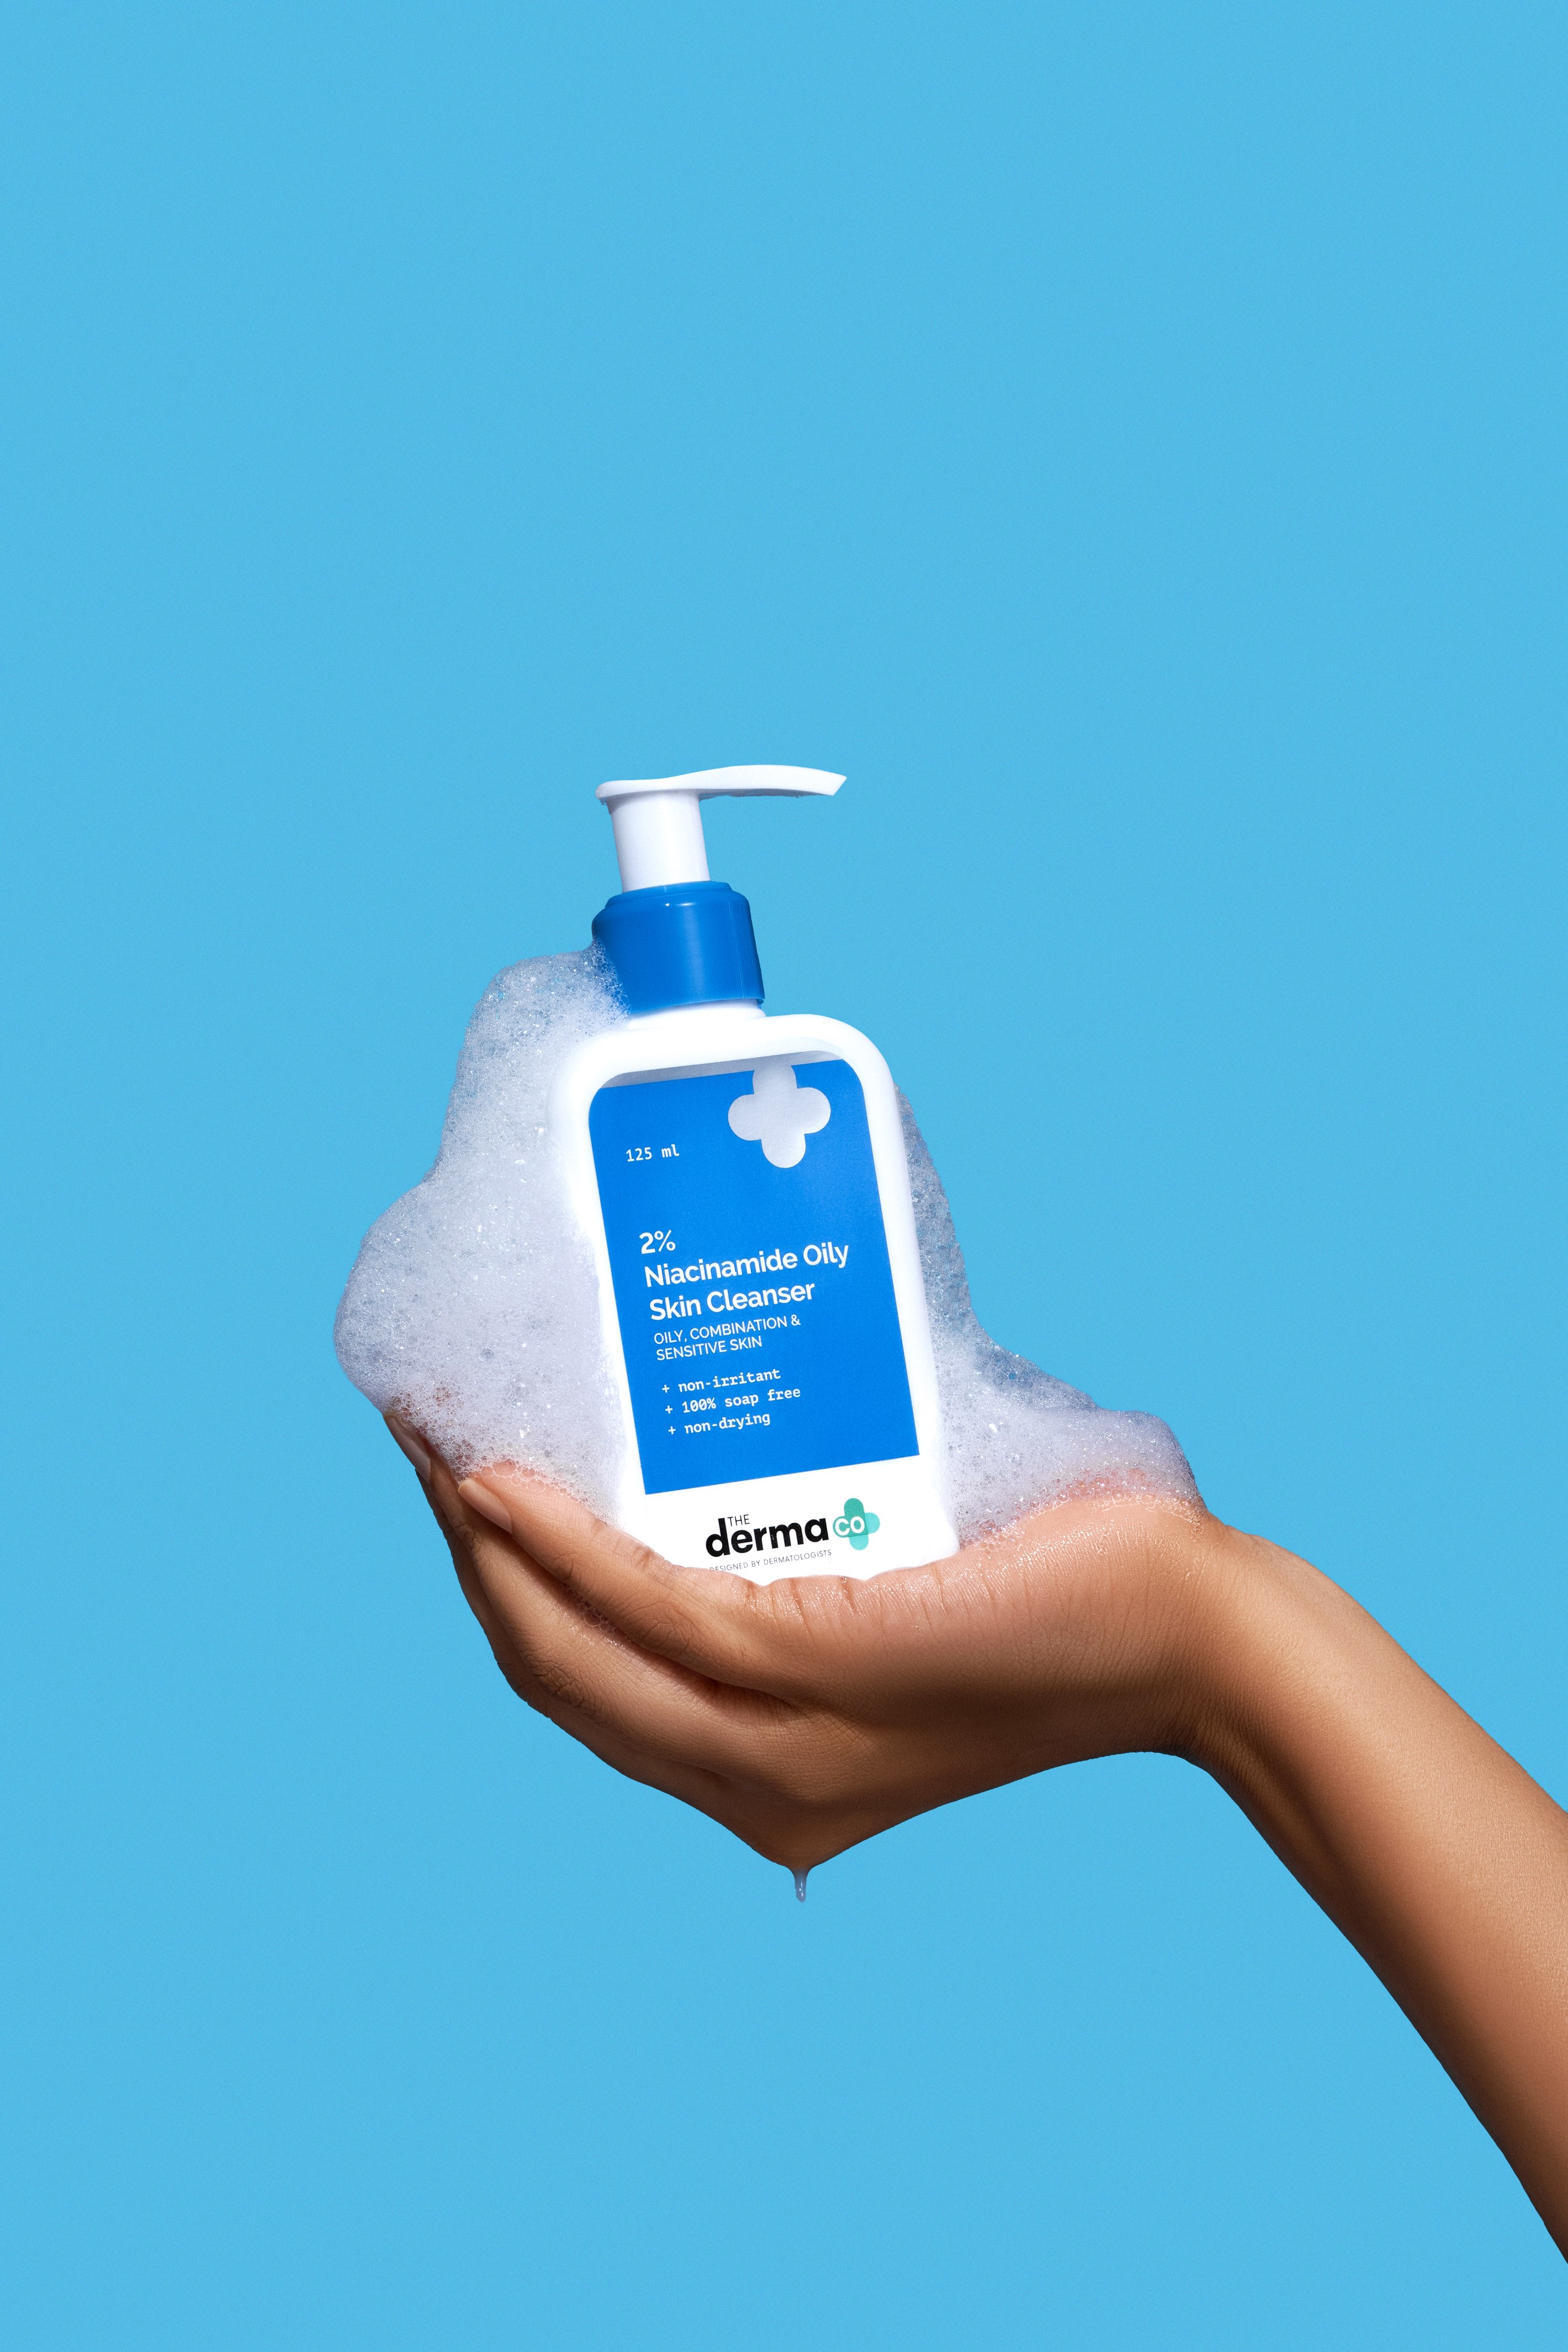 125 ml
2%
Niacinamide Oily
Skin Cleanser
OILY, COMBINATION &
SENSITIVE SKIN
+ non-irritant
+ 100% soap free
+ non-drying
THE
derma co
DESIGNED BY DERMATOLOGISTS